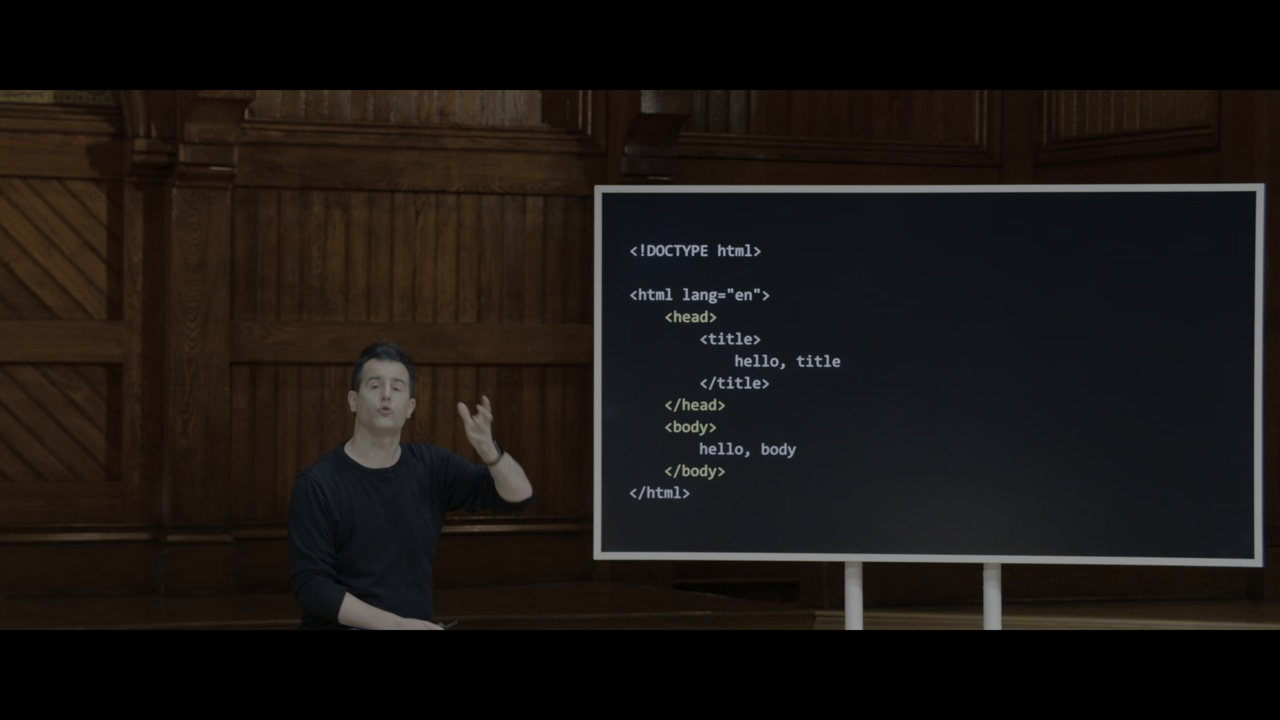 <!DOCTYPE html>
<html lang="en">
<head>
<title>
hello, title
</title>
</head>
<body>
hello, body
</body>
</html>